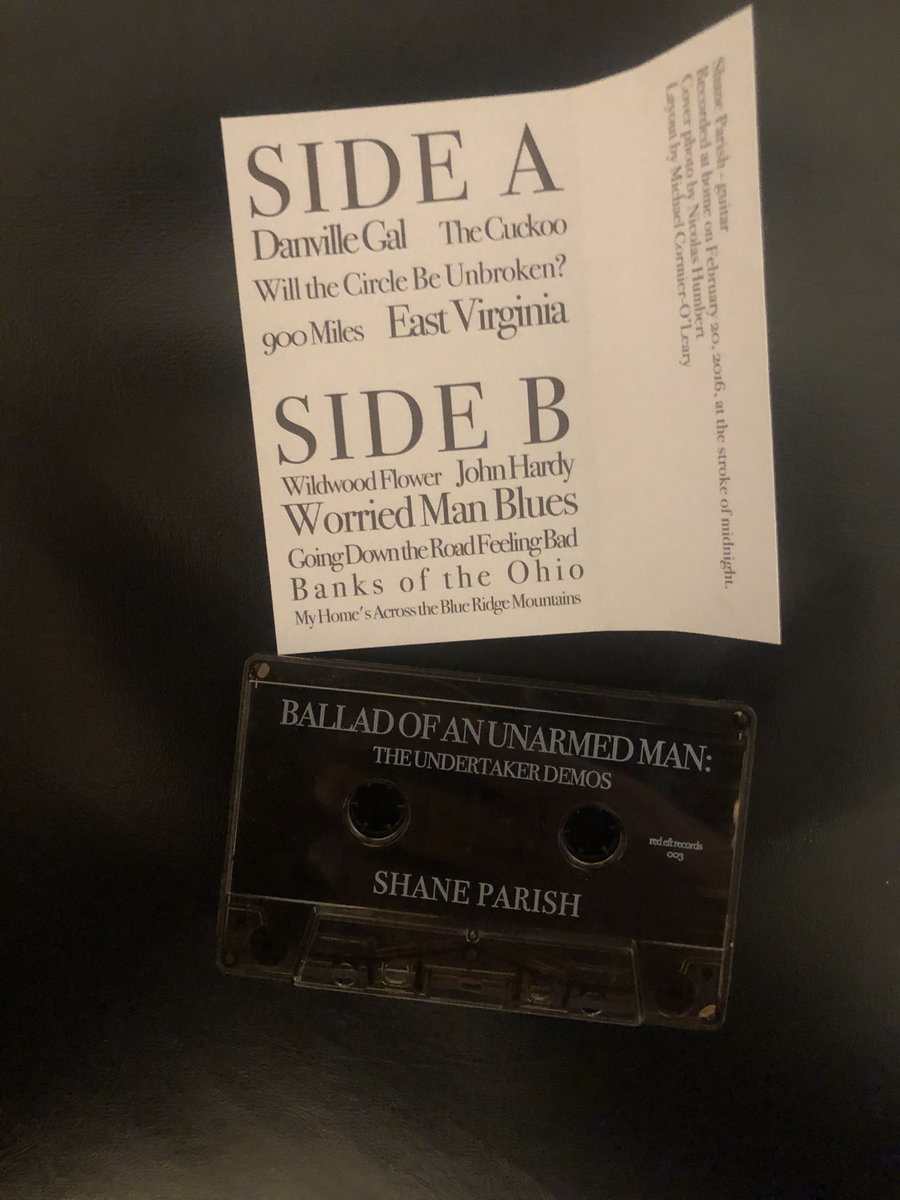 SIDE A
Danville Gal The Cuckoo
Will the Circle Be Unbroken?
900 Miles East Virginia
SIDE B
Wildwood Flower John Hardy
Worried Man Blues
Going Down the Road Feeling Bad
Banks of the Ohio
My Home's Across the Blue Ridge Mountains
Shane Parish - guitar
Recorded at home on February 20, 2016, at the stroke of midnight.
Cover photo by Nicolas Humbert
Layout by Michael Cormier-O'Leary
BALLAD OF AN UNARMED MAN:
THE UNDERTAKER DEMOS
red eft records
003
SHANE PARISH